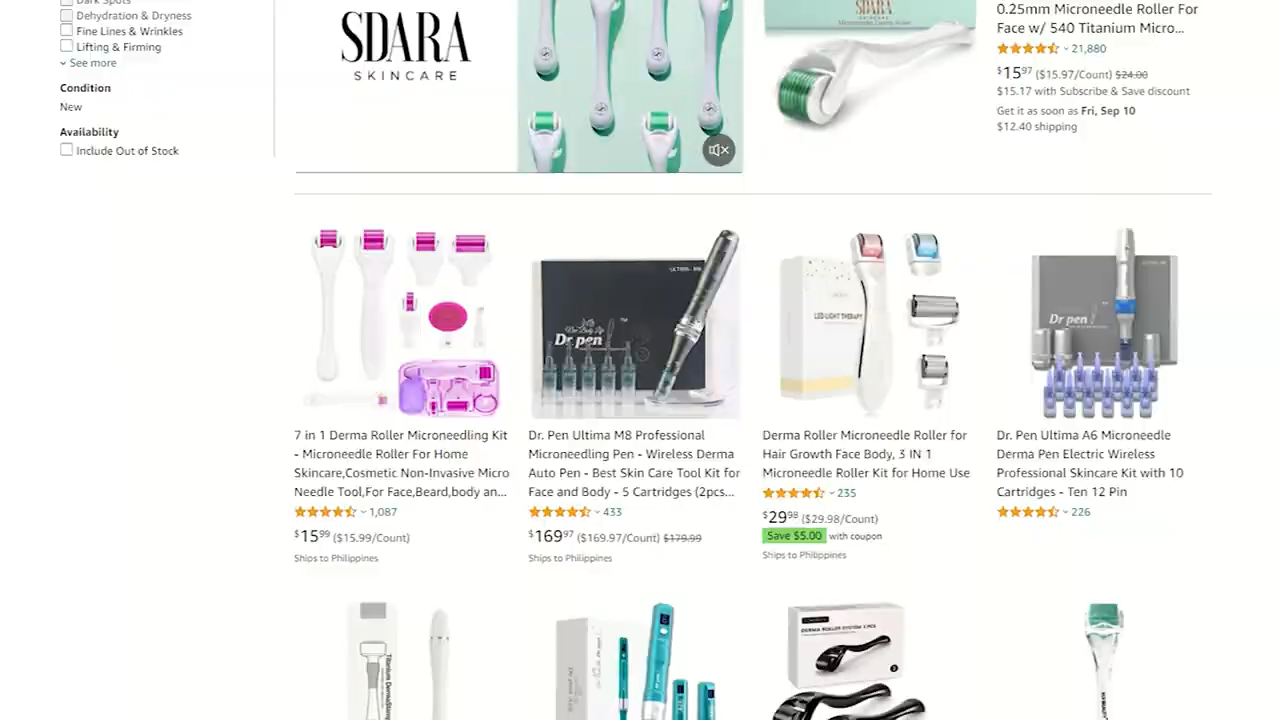 Dark Spots
Dehydration & Dryness
Fine Lines & Wrinkles
Lifting & Firming
See more
Condition
New
Availability
Include Out of Stock
SDARA
SKINCARE
SDARA
0.25mm Microneedle Roller For
Face w/ 540 Titanium Micro...
21,880
$15.97 ($15.97/Count) $24.00
$15.17 with Subscribe & Save discount
Get it as soon as Fri, Sep 10
$12.40 shipping
Dr.pen
LED LIGHT THERAPY
Dr pen
7 in 1 Derma Roller Microneedling Kit
- Microneedle Roller For Home
Skincare,Cosmetic Non-Invasive Micro
Needle Tool,For Face,Beard,body an...
1,087
$15.99 ($15.99/Count)
Ships to Philippines
Dr. Pen Ultima M8 Professional
Microneedling Pen - Wireless Derma
Auto Pen - Best Skin Care Tool Kit for
Face and Body - 5 Cartridges (2pcs...
433
$169.97 ($169.97/Count) $179.99
Ships to Philippines
Derma Roller Microneedle Roller for
Hair Growth Face Body, 3 IN 1
Microneedle Roller Kit for Home Use
235
$29.98 ($29.98/Count)
Save $5.00 with coupon
Ships to Philippines
Dr. Pen Ultima A6 Microneedle
Derma Pen Electric Wireless
Professional Skincare Kit with 10
Cartridges - Ten 12 Pin
226
DERMA ROLLER SYSTEM 3 PCS